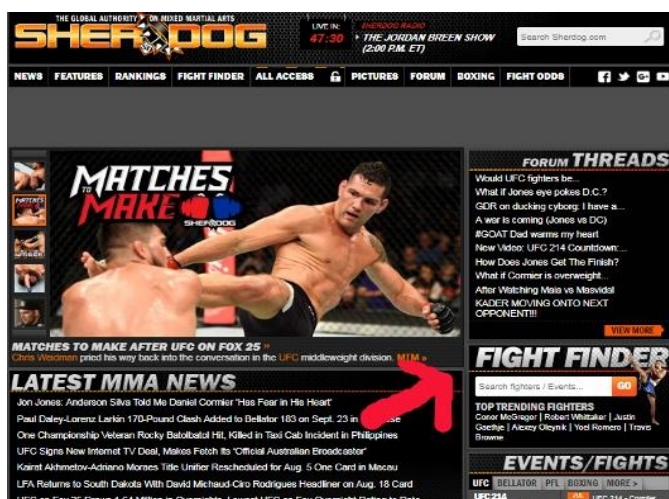 THE GLOBAL AUTHORITY ON MIXED MARTIAL ARTS
SHERDOG
LIVE IN:
47:30
SHERDOG RADIO
THE JORDAN BREEN SHOW
(2:00 P.M. ET)
Search Sherdog.com
NEWS FEATURES RANKINGS FIGHT FINDER ALL ACCESS PICTURES FORUM BOXING FIGHT ODDS
MATCHES
TO MAKE
SHERDOG
MATCHES TO MAKE AFTER UFC ON FOX 25 »
Chris Weidman pried his way back into the conversation in the UFC middleweight division. MTM »
LATEST MMA NEWS
Jon Jones: Anderson Silva Told Me Daniel Cormier 'Has Fear in His Heart'
Paul Daley-Lorenz Larkin 170-Pound Clash Added to Bellator 183 on Sept. 23 in
One Championship Veteran Rocky Batolbatol Hit, Killed in Taxi Cab Incident in Philippines
UFC Signs New Internet TV Deal, Makes Fetch Its 'Official Australian Broadcaster'
Kairat Akhmetov-Adriano Moraes Title Unifier Rescheduled for Aug. 5 One Card in Macau
LFA Returns to South Dakota With David Michaud-Ciro Rodrigues Headliner on Aug. 18 Card
FORUM THREADS
Would UFC fighters be...
What if Jones eye pokes D.C.?
GDR on ducking cyborg: I have a...
A war is coming (Jones vs DC)
#GOAT Dad warms my heart
New Video: UFC 214 Countdown:...
How Does Jones Get The Finish?
What if Cormier is overweight...
After Watching Maia vs Masvidal
KADER MOVING ONTO NEXT
OPPONENT!!!
VIEW MORE
FIGHT FINDER
Search fighters / Events...
GO
TOP TRENDING FIGHTERS
Conor McGregor | Robert Whittaker | Justin
Gaethje | Alexey Oleynik | Yoel Romero | Travis
Browne
EVENTS/FIGHTS
UFC BELLATOR PFL BOXING MORE >
UFC 214